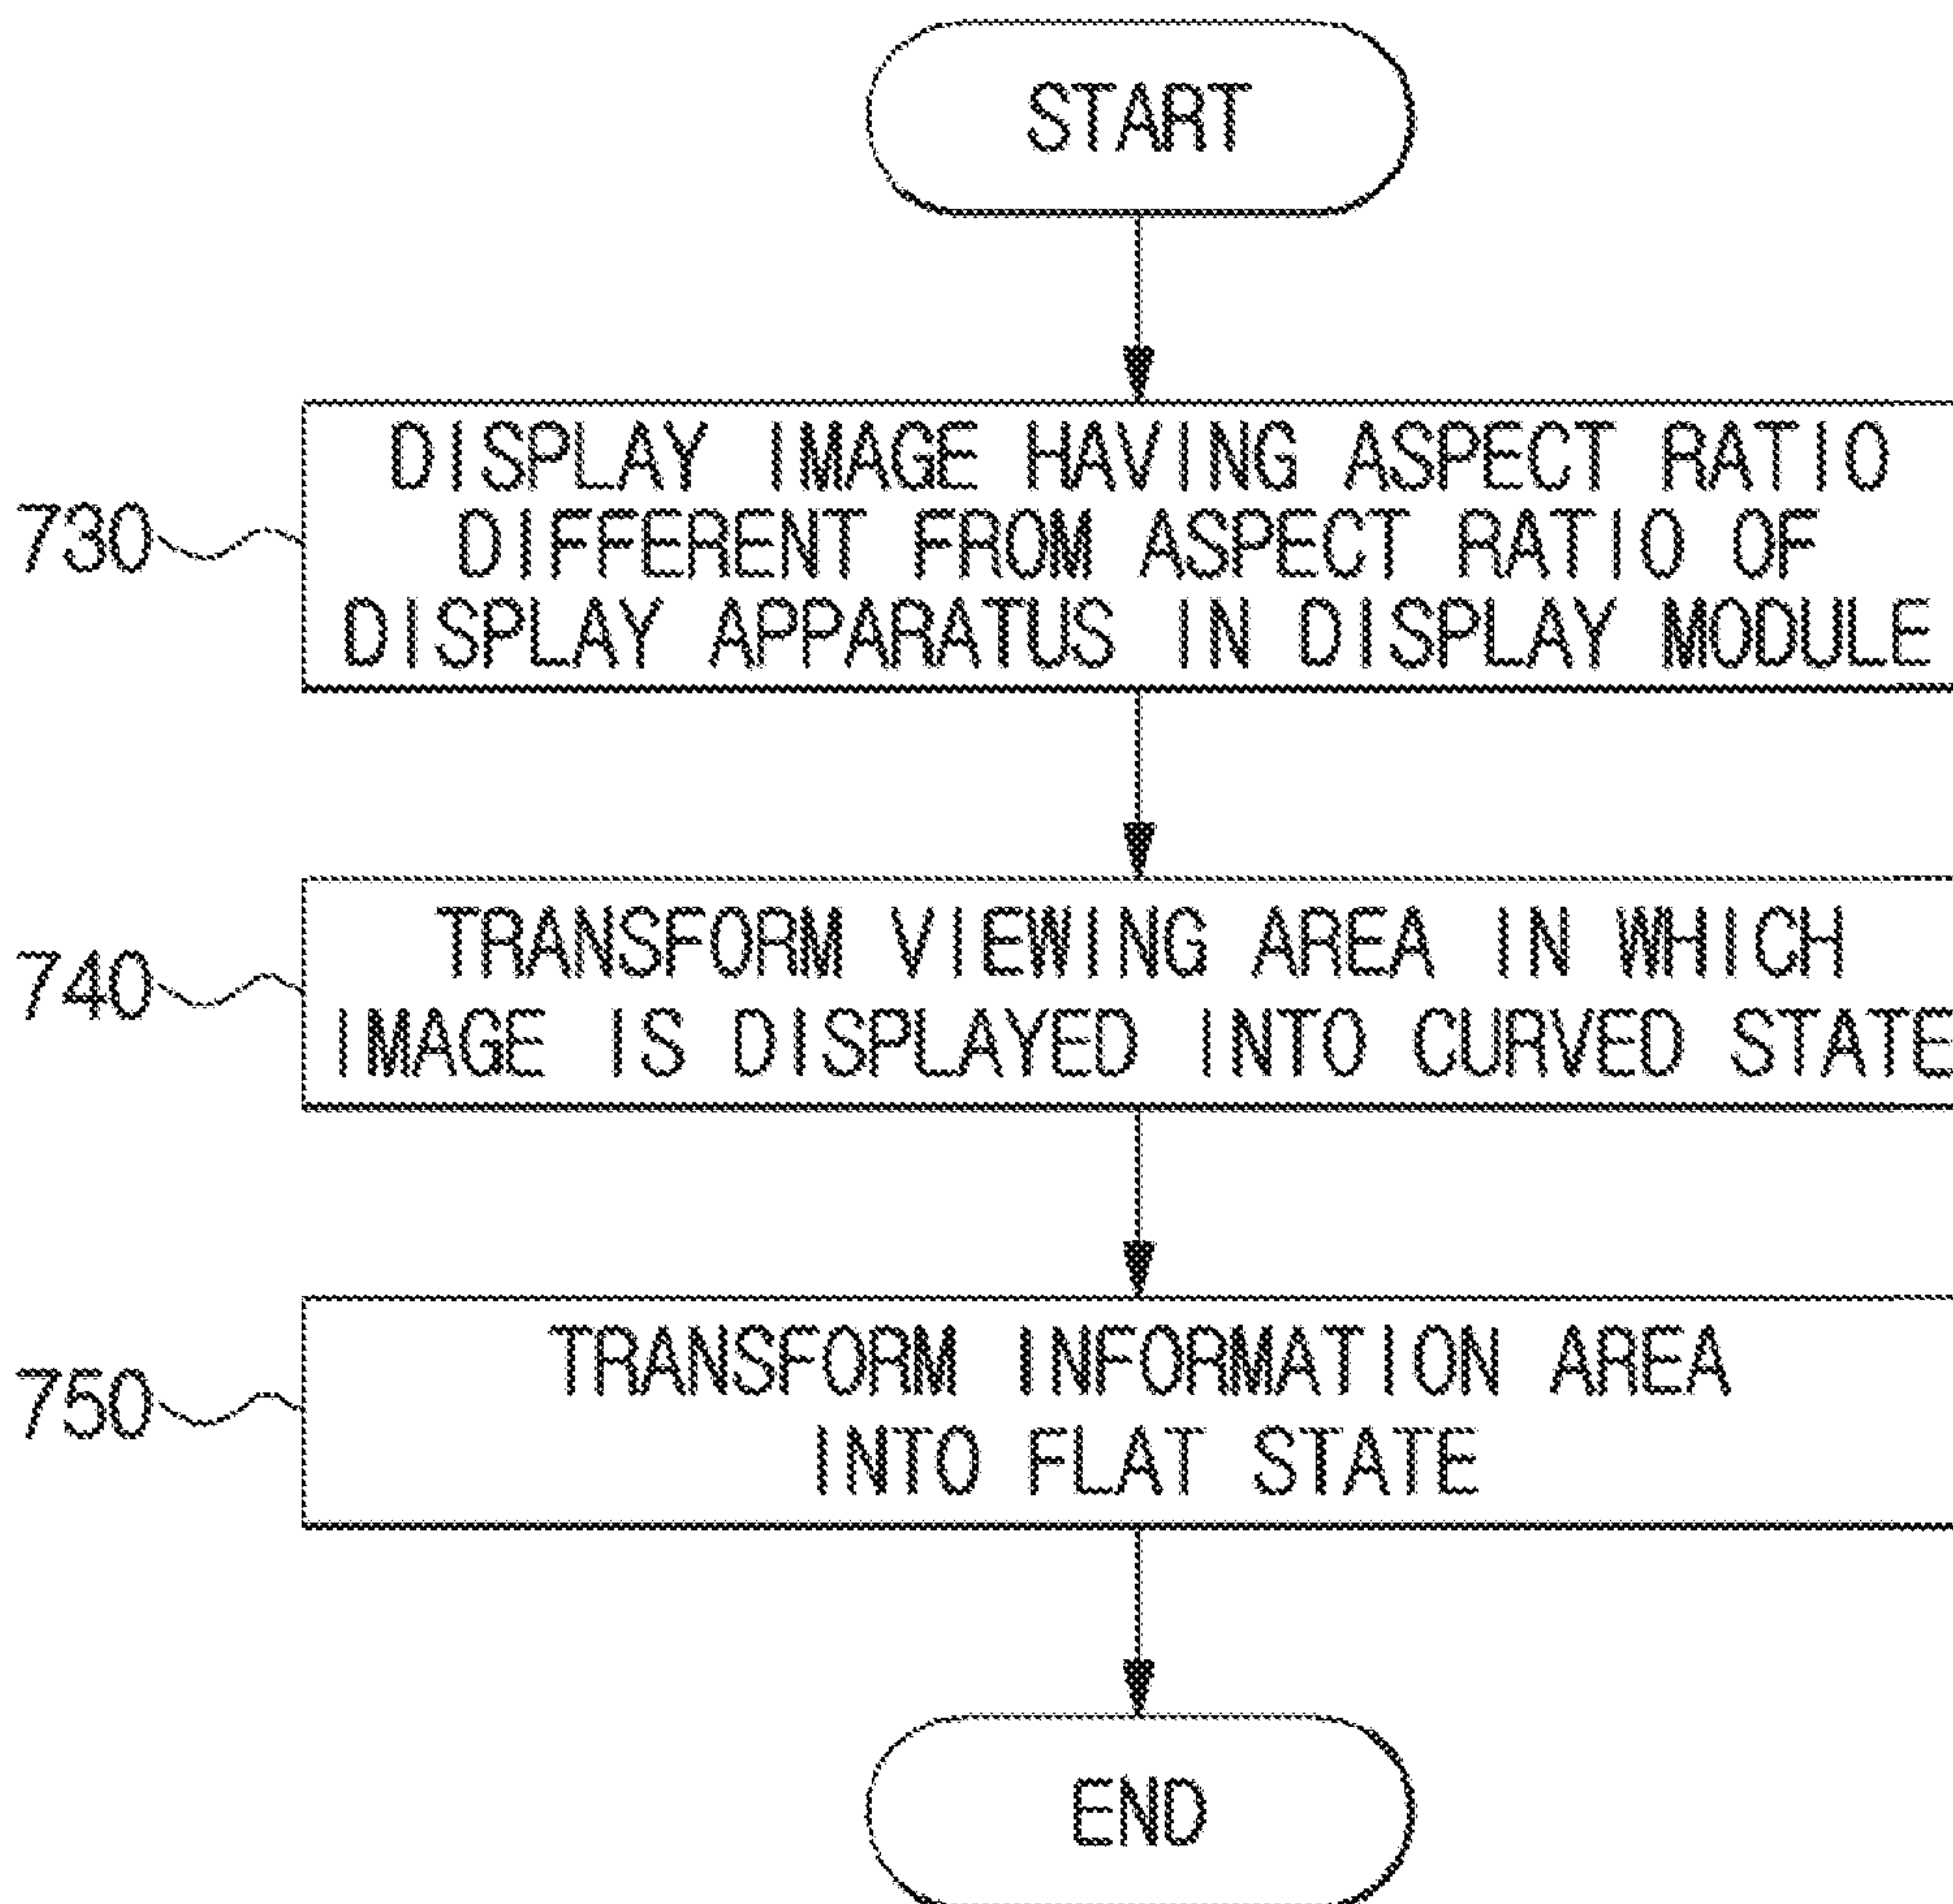 START
DISPLAY IMAGE HAVING ASPECT RATIO
DIFFERENT FROM ASPECT RATIO OF
DISPLAY APPARATUS IN DISPLAY MODULE
730
TRANSFORM VIEWING AREA IN WHICH
IMAGE IS DISPLAYED INTO CURVED STATE
740
TRANSFORM INFORMATION AREA
INTO FLAT STATE
750
END